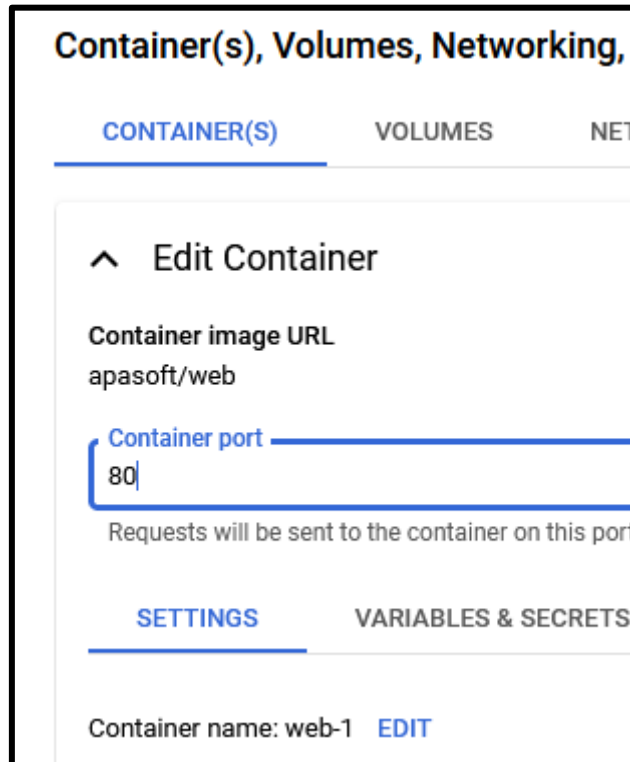 Container(s), Volumes, Networking,
CONTAINER(S) VOLUMES NET
Edit Container
Container image URL
apasoft/web
Container port
80
Requests will be sent to the container on this port
SETTINGS VARIABLES & SECRETS
Container name: web-1 EDIT